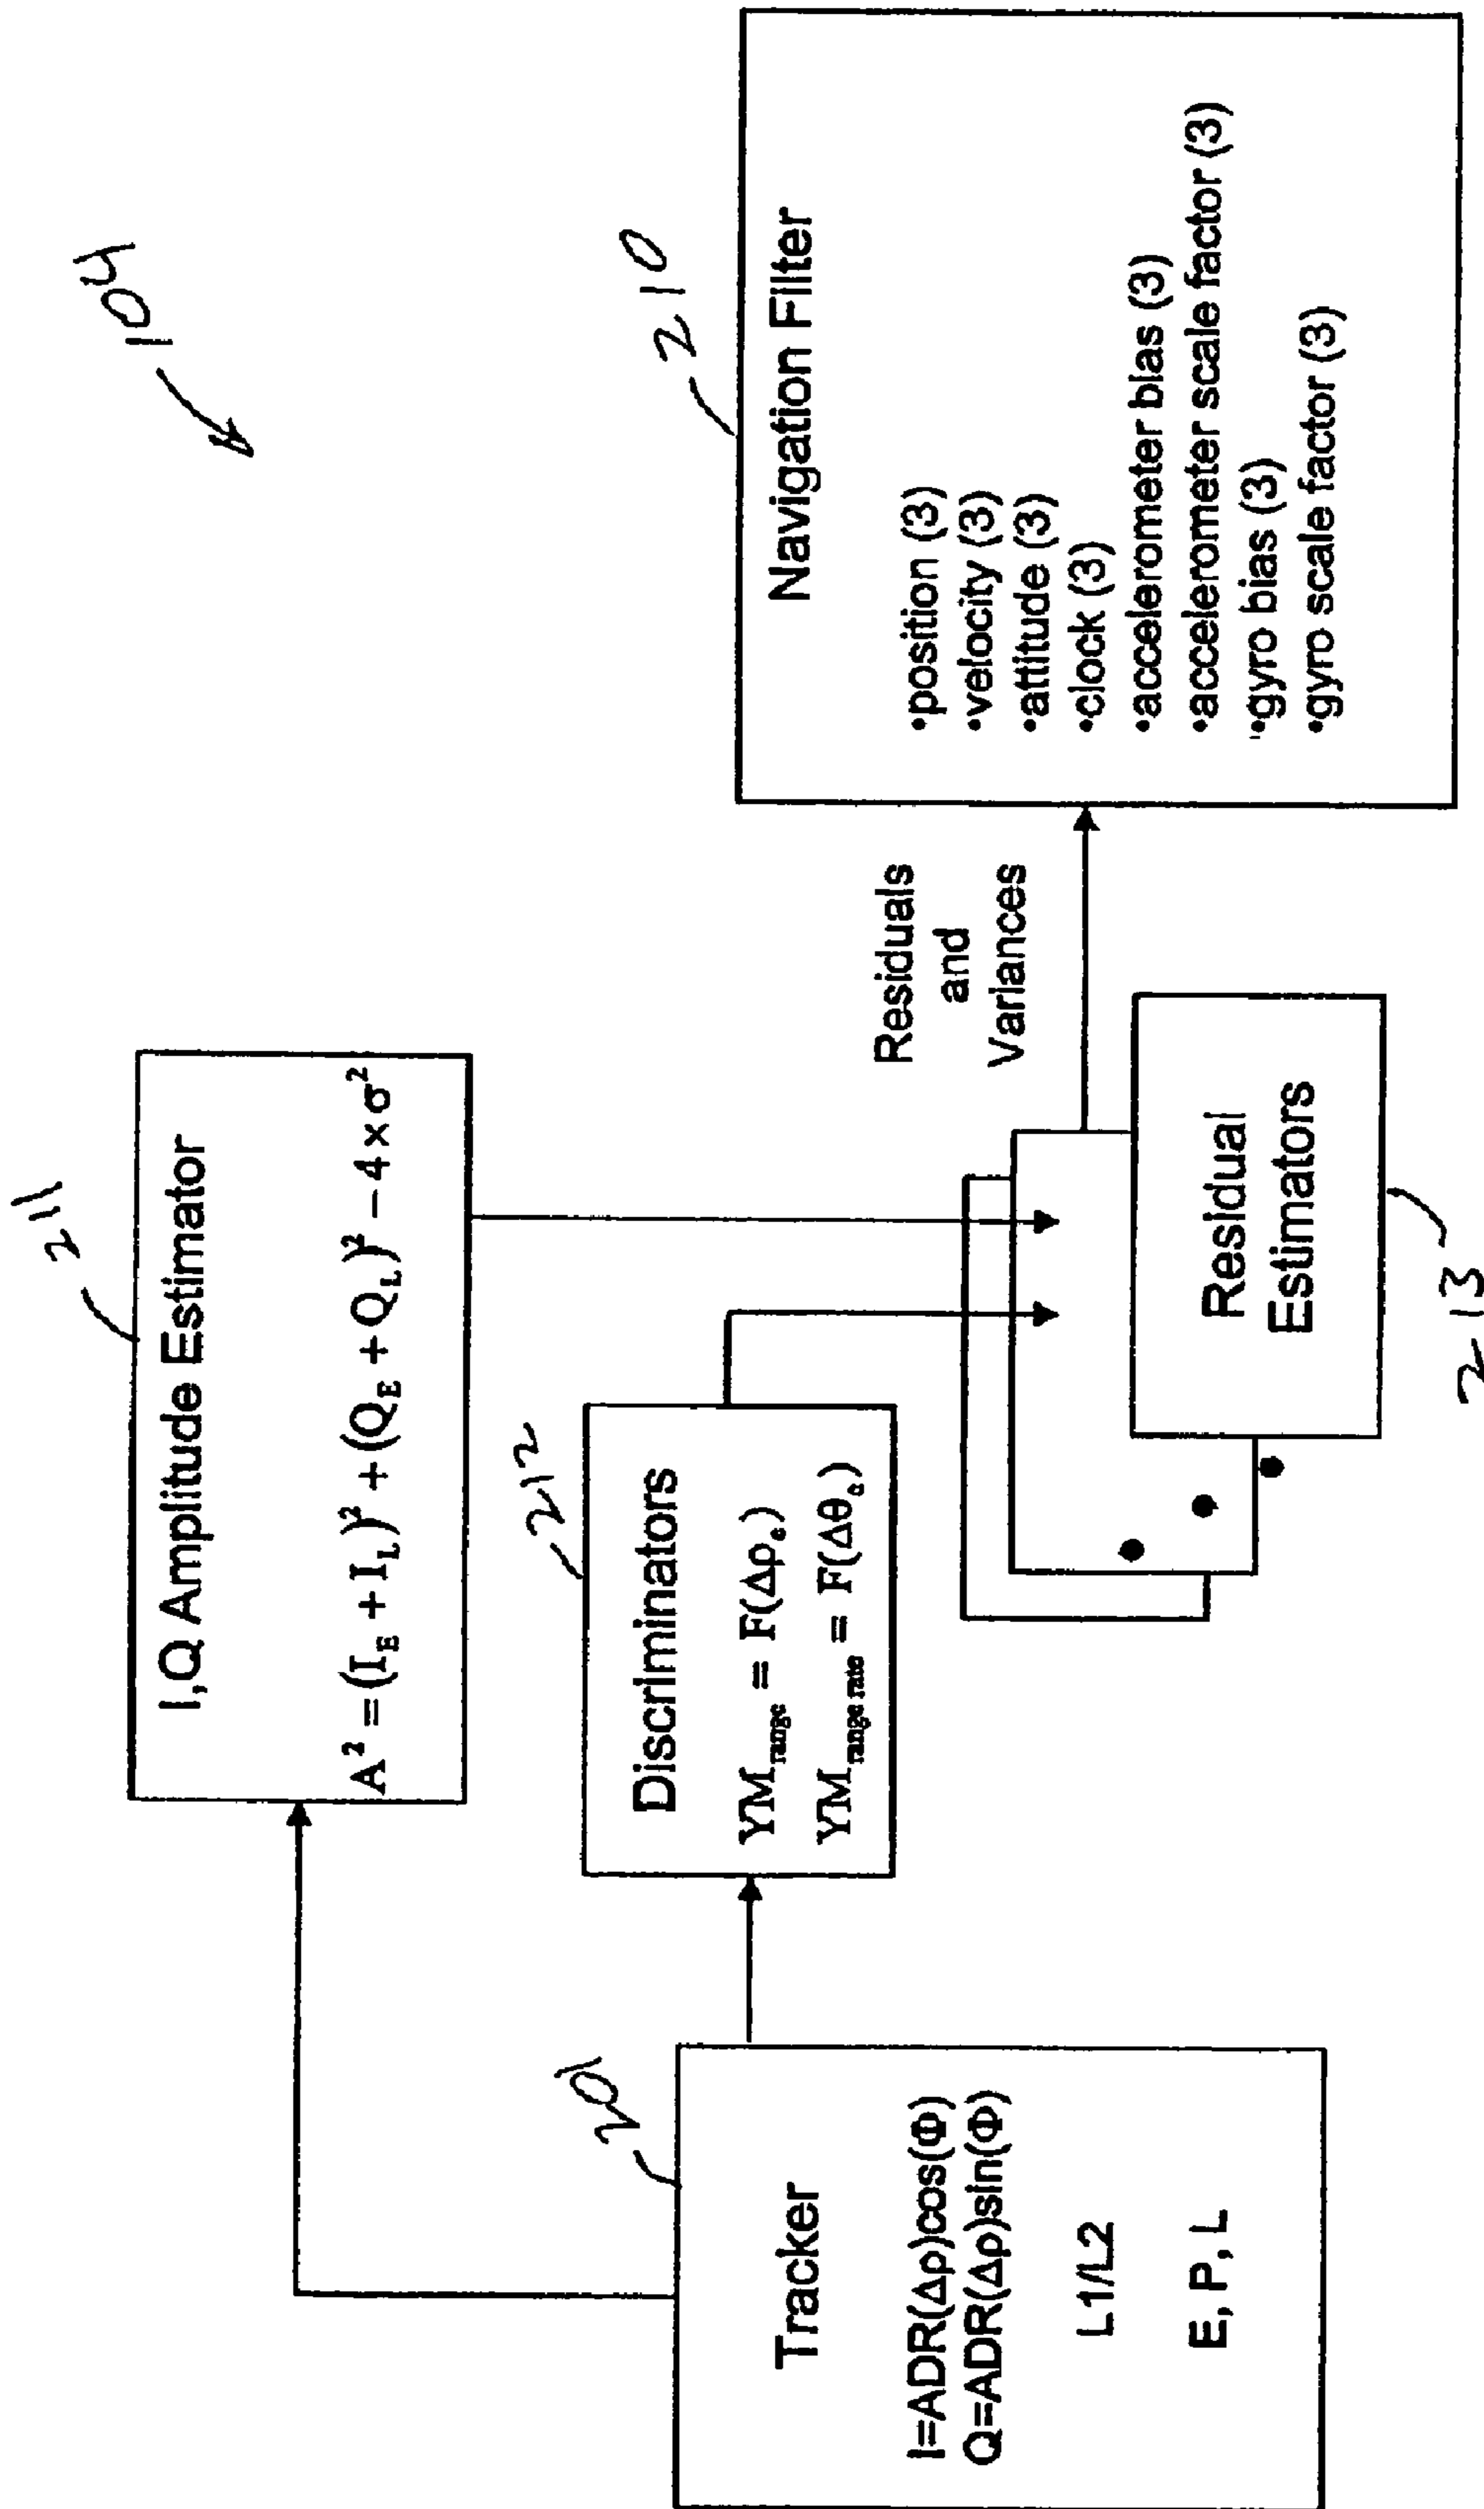 104
211
I,Q Amplitude Estimator
A² = (I_E + I_L)² + (Q_E + Q_L)² − 4 × σ²
201
Tracker
I=ADR(Δρ)cos(Φ)
Q=ADR(Δρ)sin(Φ)
L1/L2
E, P, L
212
Discriminators
YM_range = F(Δρ_e)
YM_range rate = F(Δθ_e)
Residual
Estimators
213
Residuals
and
Variances
210
Navigation Filter
•position (3)
•velocity (3)
•attitude (3)
•clock (3)
•accelerometer bias (3)
•accelerometer scale factor (3)
•gyro bias (3)
•gyro scale factor (3)